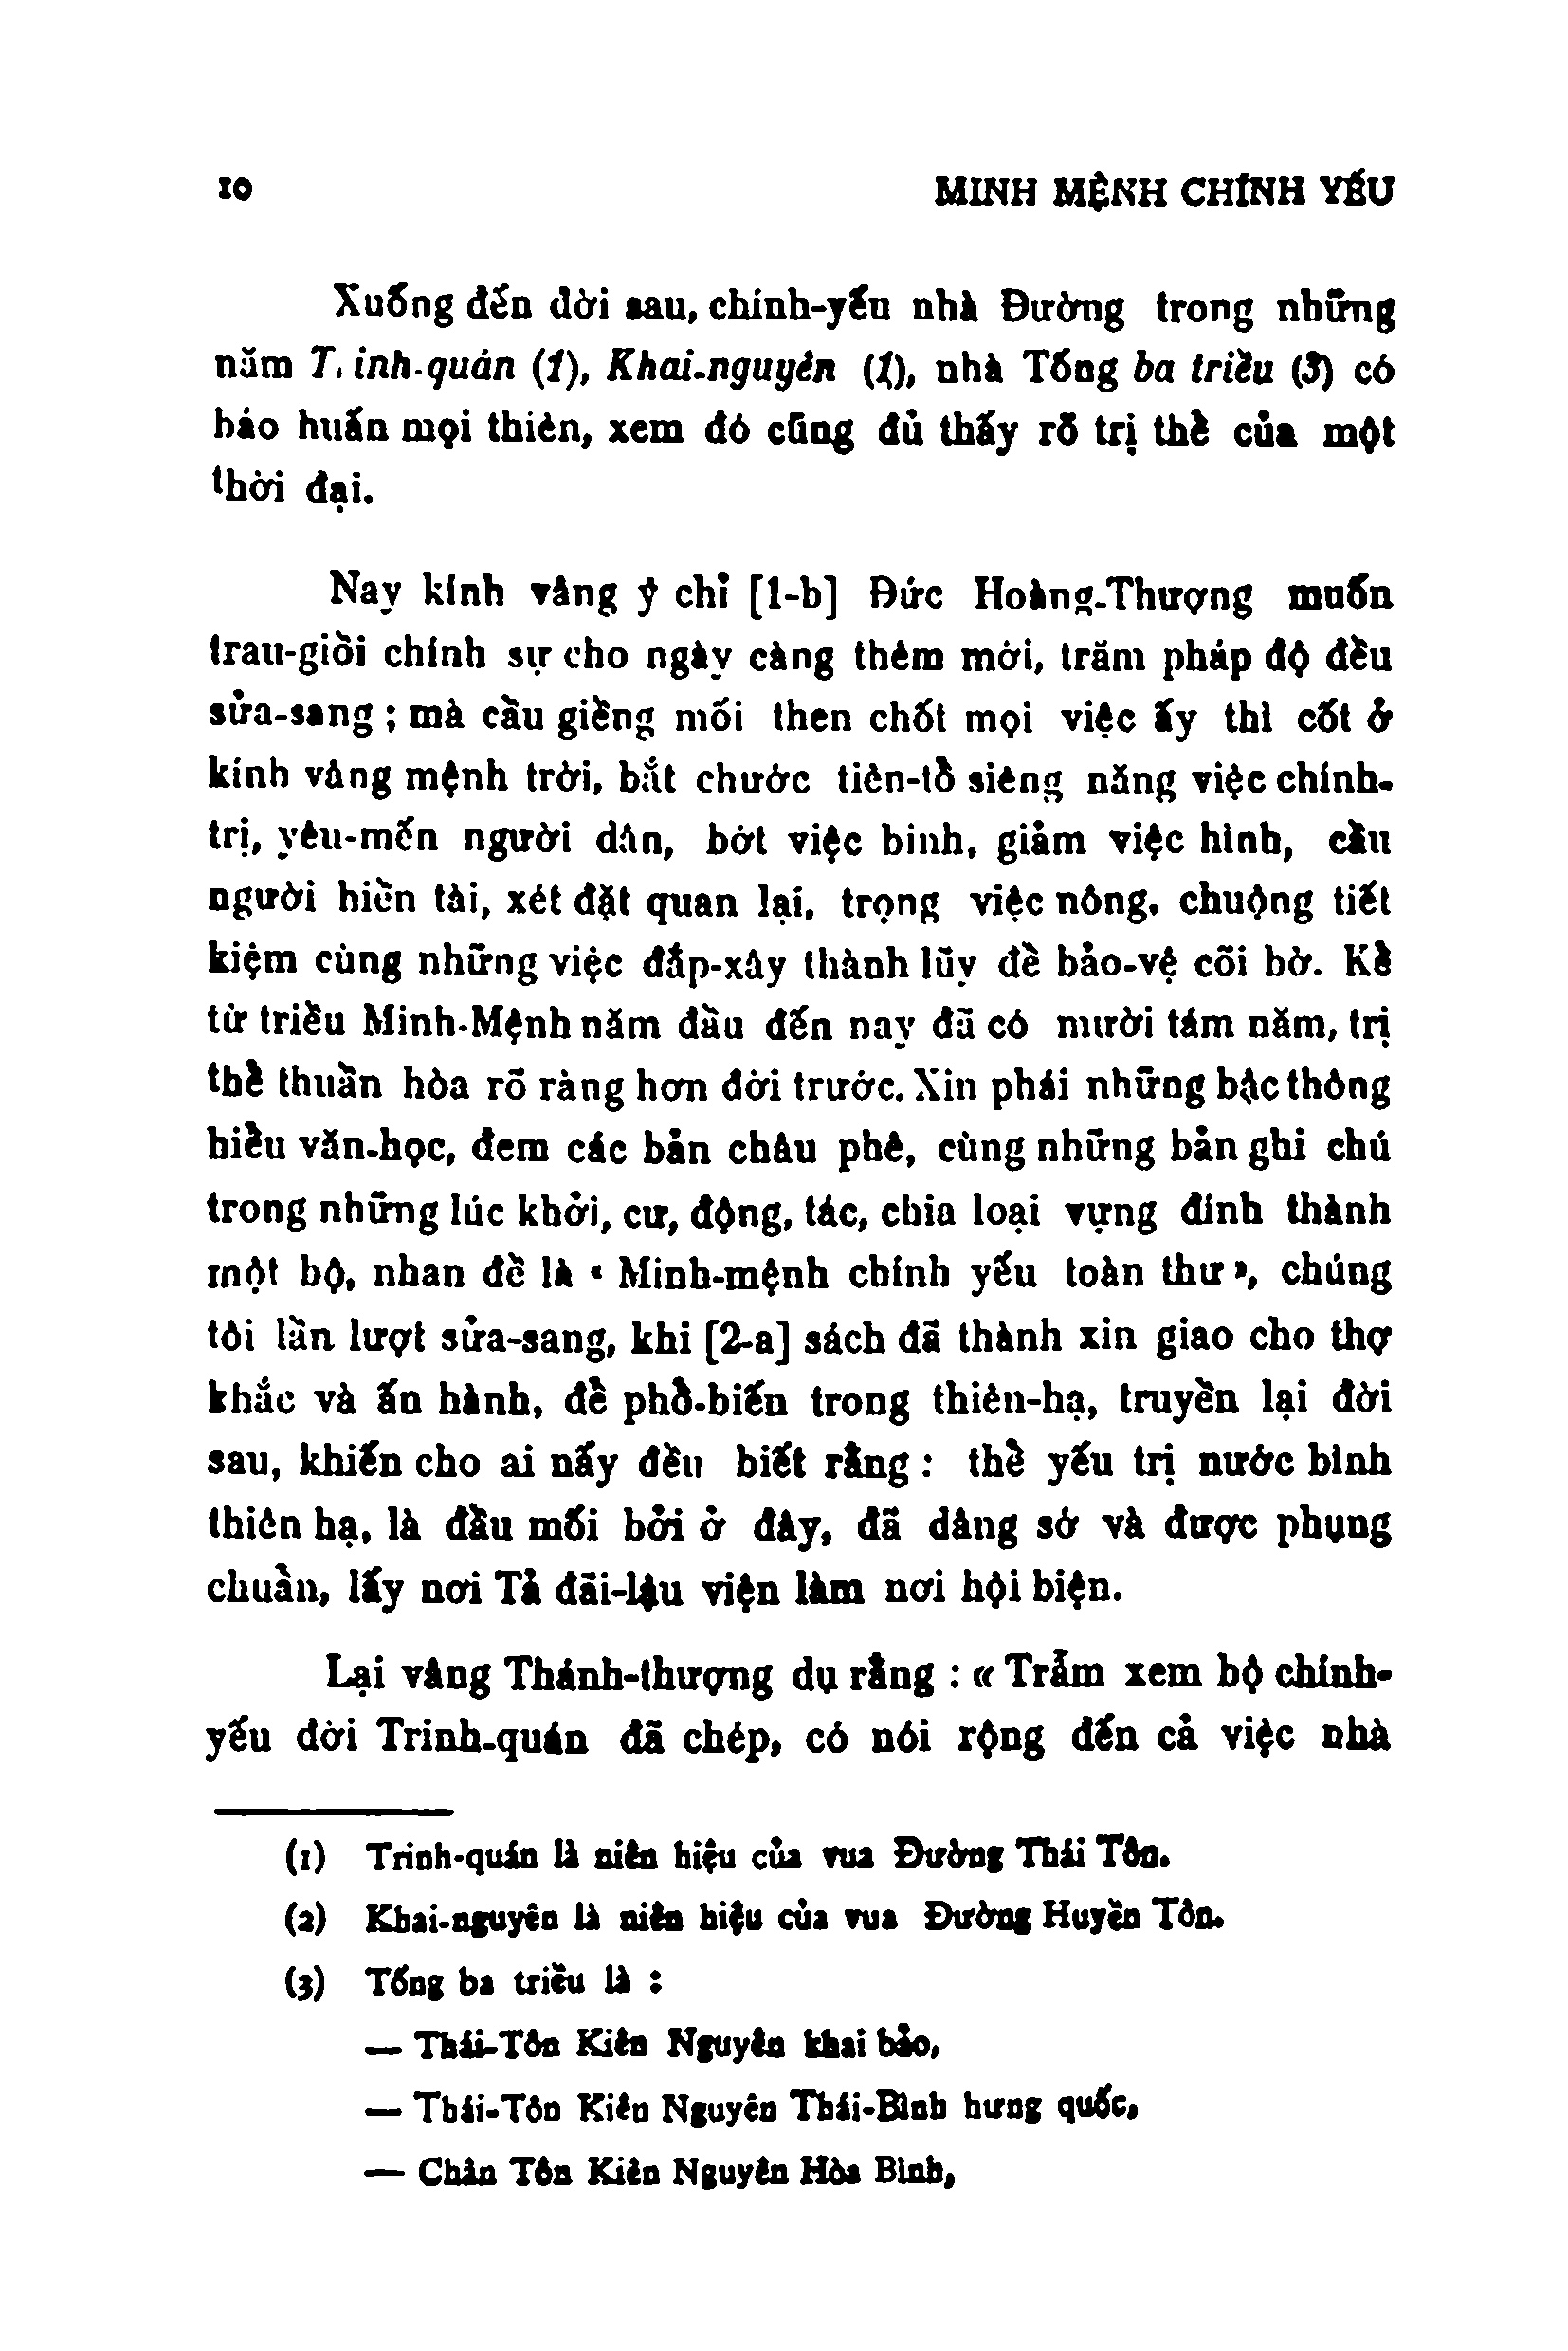 10 MINH MỆNH CHÍNH YẾU
Xuống đến đời sau, chính-yếu nhà Đường trong những
năm T.inh-quán (1), Khai-nguyên (2), nhà Tống ba triều (3) có
bảo huấn mọi thiên, xem đó cũng đủ thấy rõ trị thể của một
thời đại.
Nay kính vâng ý chỉ [1-b] Đức Hoàng-Thượng muốn
trau-giồi chính sự cho ngày càng thêm mới, trăm pháp độ đều
sửa-sang ; mà cầu giềng mối then chốt mọi việc ấy thì cốt ở
kính vâng mệnh trời, bắt chước tiên-tổ siêng năng việc chính-
trị, yêu-mến người dân, bớt việc binh, giảm việc hình, cầu
người hiền tài, xét đặt quan lại, trọng việc nông, chuộng tiết
kiệm cùng những việc đắp-xây thành lũy để bảo-vệ cõi bờ. Kể
từ triều Minh-Mệnh năm đầu đến nay đã có mười tám năm, trị
thể thuần hòa rõ ràng hơn đời trước. Xin phái những bậc thông
hiểu văn-học, đem các bản châu phê, cùng những bản ghi chú
trong những lúc khởi, cư, động, tác, chia loại vựng đính thành
một bộ, nhan đề là « Minh-mệnh chính yếu toàn thư », chúng
tôi lần lượt sửa-sang, khi [2-a] sách đã thành xin giao cho thợ
khắc và ấn hành, để phổ-biến trong thiên-hạ, truyền lại đời
sau, khiến cho ai nấy đều biết rằng : thể yếu trị nước bình
thiên hạ, là đầu mối bởi ở đây, đã dâng sớ và được phụng
chuẩn, lấy nơi Tả đãi-lậu viện làm nơi hội biện.
Lại vâng Thánh-thượng dụ rằng : « Trẫm xem bộ chính-
yếu đời Trinh-quán đã chép, có nói rộng đến cả việc nhà
(1) Trinh-quán là niên hiệu của vua Đường Thái Tôn.
(2) Khai-nguyên là niên hiệu của vua Đường Huyền Tôn.
(3) Tống ba triều là :
— Thái-Tôn Kiên Nguyên khai bảo,
— Thái-Tôn Kiên Nguyên Thái-Bình hưng quốc,
— Chân Tôn Kiên Nguyên Hòa Bình,